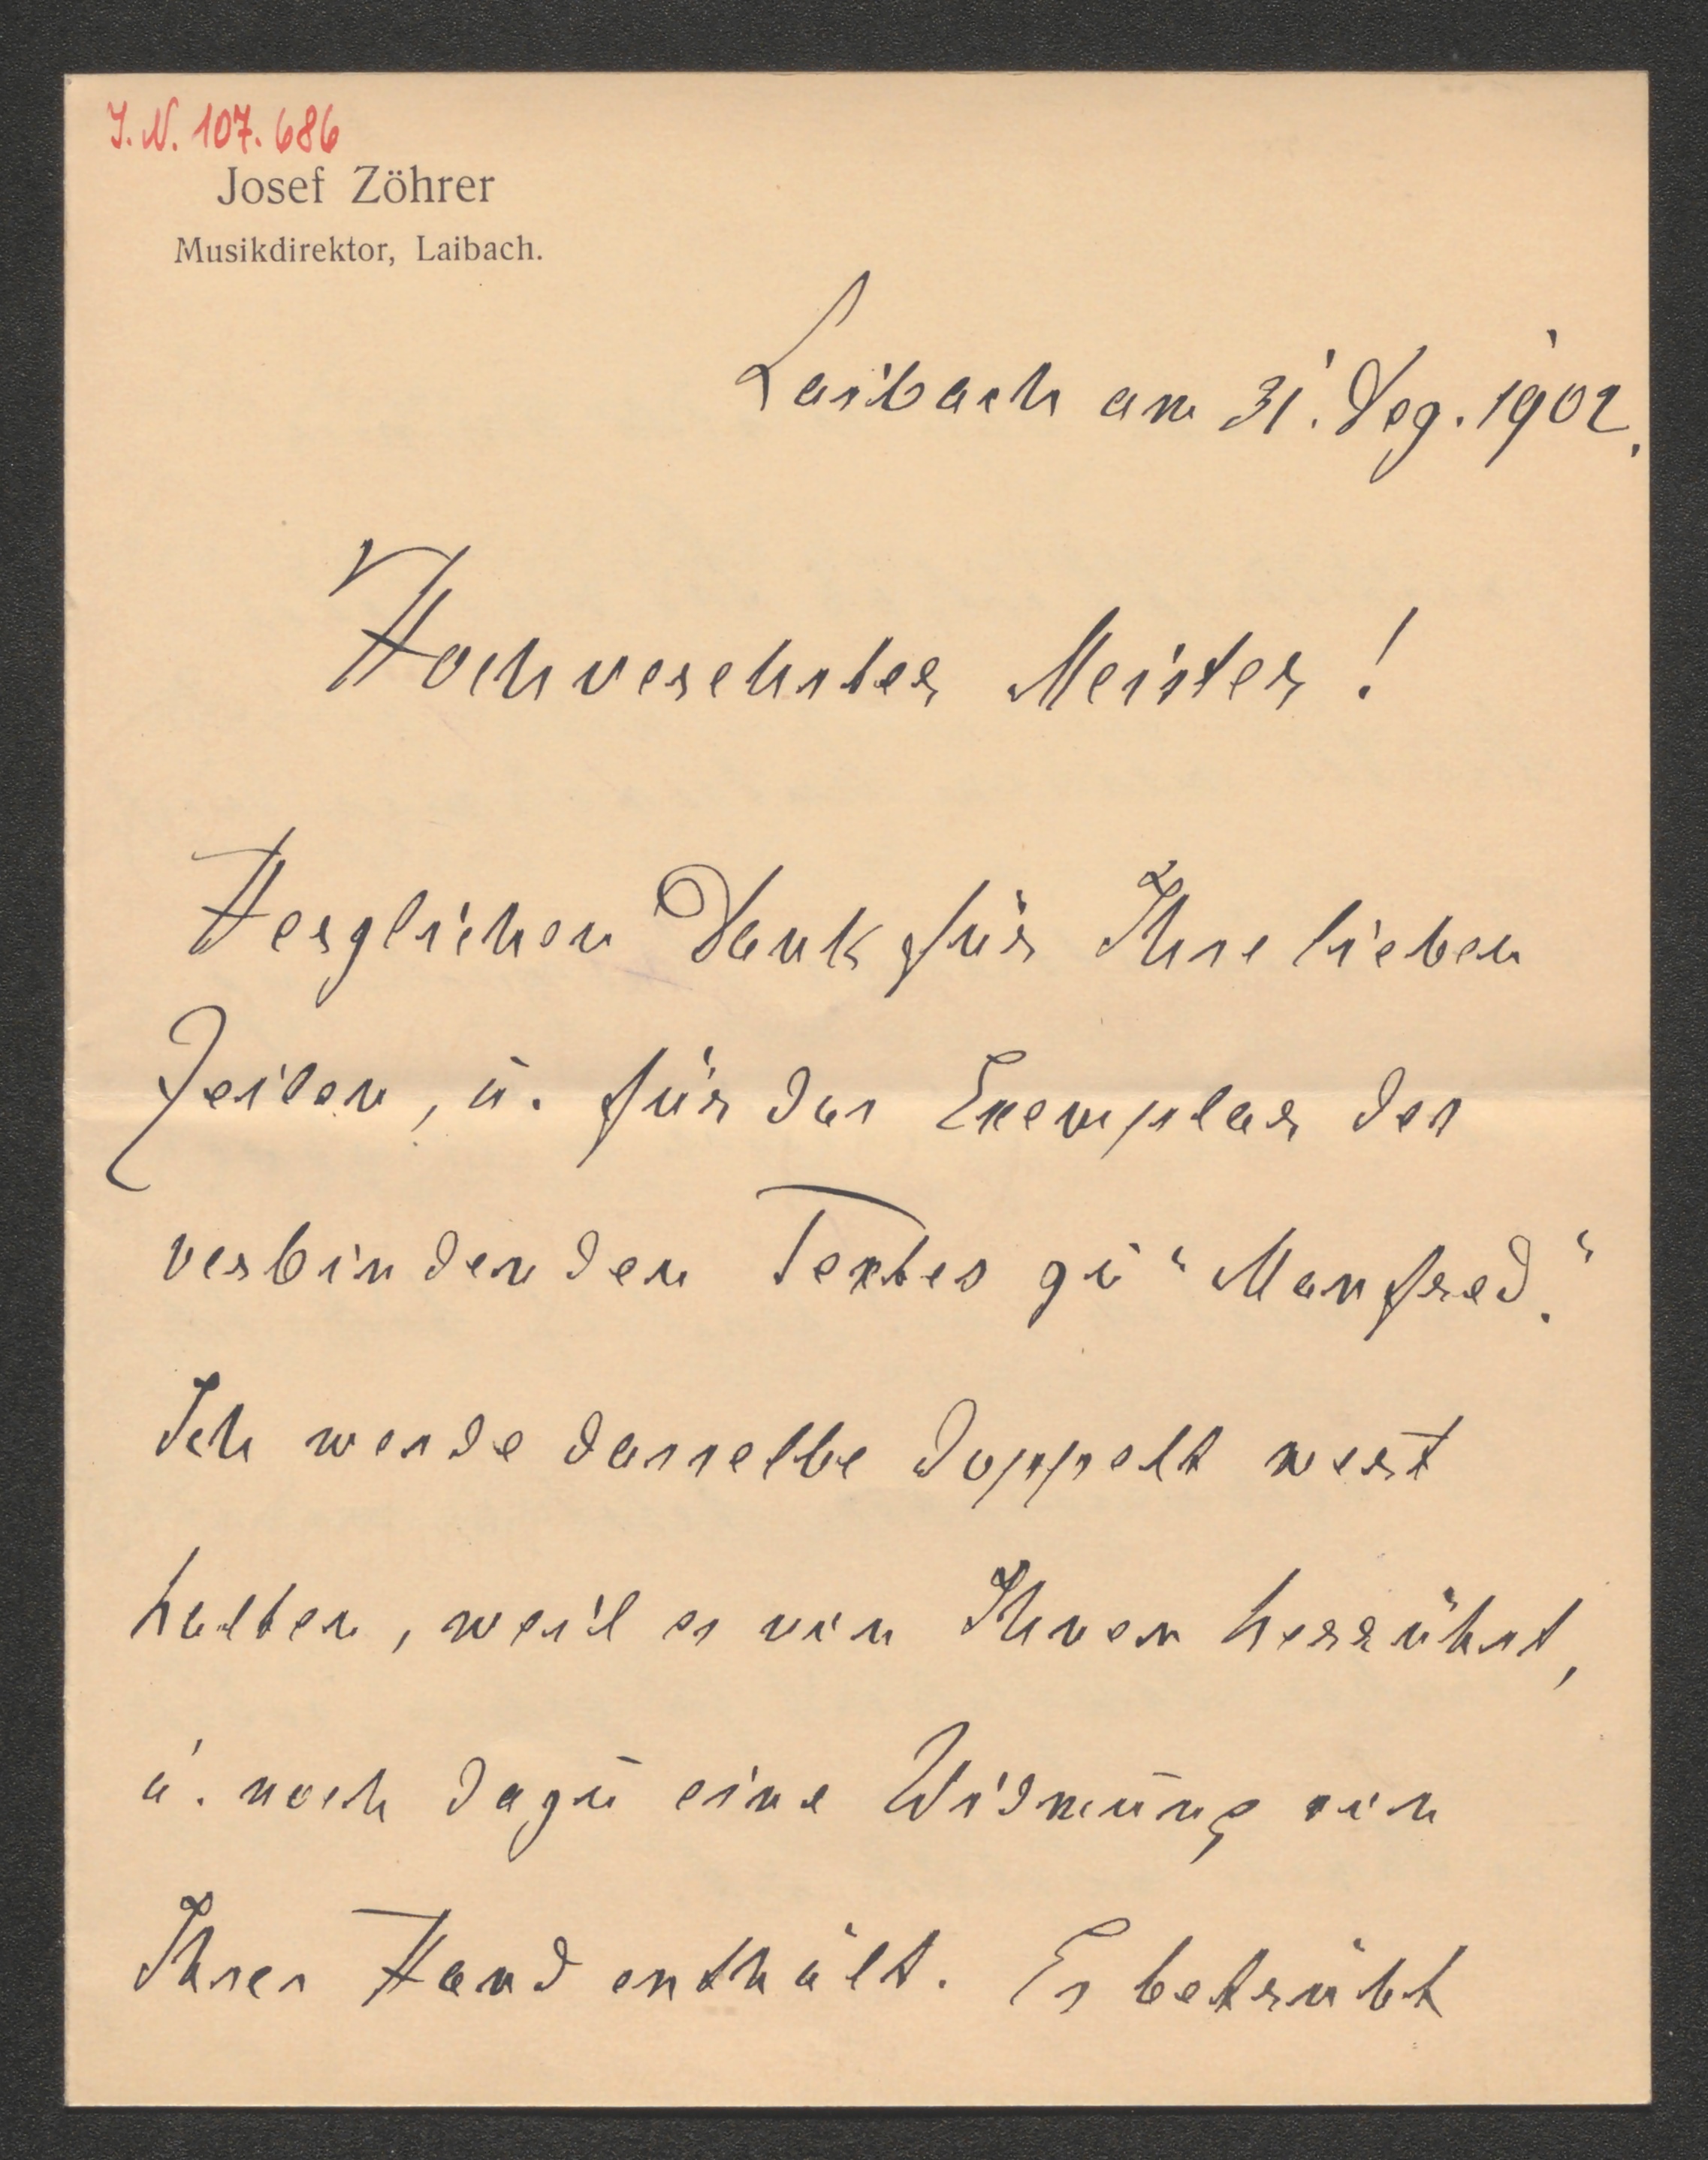 J.N. 107.686
Josef Zöhrer
Musikdirektor, Laibach.
Laibach am 31. Dez. 1902.
Hochverehrter Meister!
Herzlichen Dank für Ihre lieben
Zeilen, u. für das Exemplar des
verbindenden Textes zu "Manfred."
Ich werde dasselbe doppelt wert
halten, weil es von Ihnen herrührt,
u. noch dazu eine Widmung von
Ihrer Hand enthält. Es betrübt